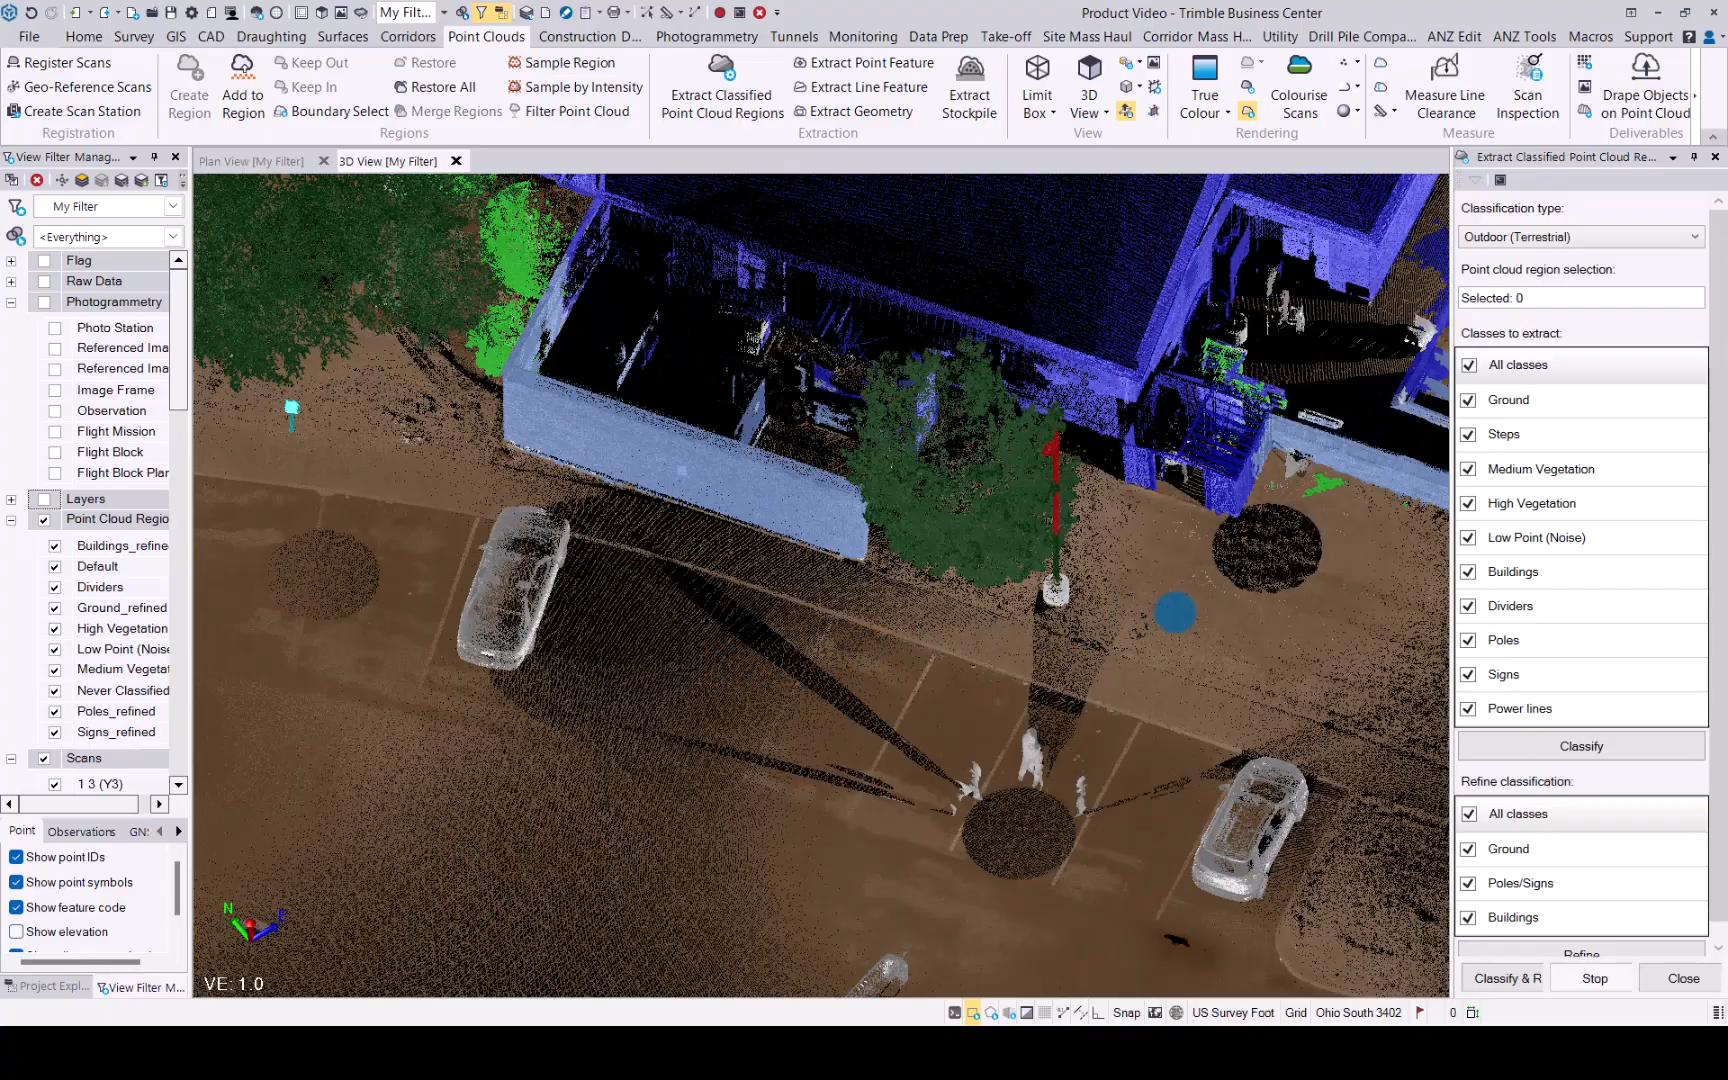 My Filt...
Product Video - Trimble Business Center
File Home Survey GIS CAD Draughting Surfaces Corridors Point Clouds Construction D... Photogrammetry Tunnels Monitoring Data Prep Take-off Site Mass Haul Corridor Mass H... Utility Drill Pile Compa... ANZ Edit ANZ Tools Macros Support
Register Scans
Geo-Reference Scans
Create Scan Station
Registration
Create Region
Add to Region
Keep Out
Keep In
Boundary Select
Restore
Restore All
Merge Regions
Sample Region
Sample by Intensity
Filter Point Cloud
Regions
Extract Classified Point Cloud Regions
Extract Point Feature
Extract Line Feature
Extract Geometry
Extract Stockpile
Extraction
Limit Box
3D View
View
True Colour
Colourise Scans
Rendering
Measure Line Clearance
Scan Inspection
Measure
Drape Objects on Point Cloud
Deliverables
View Filter Manag...
My Filter
<Everything>
Flag
Raw Data
Photogrammetry
Photo Station
Referenced Ima
Referenced Ima
Image Frame
Observation
Flight Mission
Flight Block
Flight Block Plar
Layers
Point Cloud Regio
Buildings_refine
Default
Dividers
Ground_refined
High Vegetation
Low Point (Noise
Medium Vegetat
Never Classified
Poles_refined
Signs_refined
Scans
1 3 (Y3)
Point Observations GN
Show point IDs
Show point symbols
Show feature code
Show elevation
Project Expl... View Filter M...
Plan View [My Filter]
3D View [My Filter]
N
E
VE: 1.0
Extract Classified Point Cloud Re...
Classification type:
Outdoor (Terrestrial)
Point cloud region selection:
Selected: 0
Classes to extract:
All classes
Ground
Steps
Medium Vegetation
High Vegetation
Low Point (Noise)
Buildings
Dividers
Poles
Signs
Power lines
Classify
Refine classification:
All classes
Ground
Poles/Signs
Buildings
Refine
Classify & R Stop Close
Snap US Survey Foot Grid Ohio South 3402 0